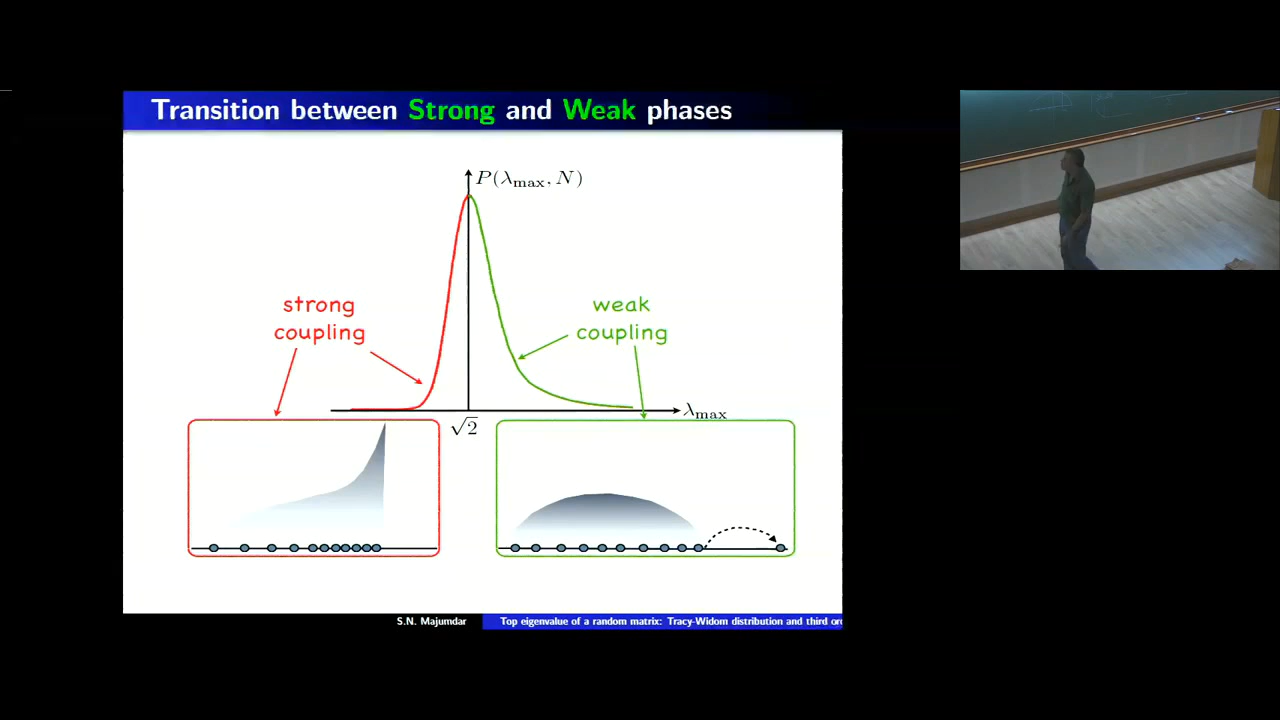 Transition between Strong and Weak phases
P(λmax, N)
strong
coupling
weak
coupling
λmax
√2
S.N. Majumdar
Top eigenvalue of a random matrix: Tracy-Widom distribution and third ord